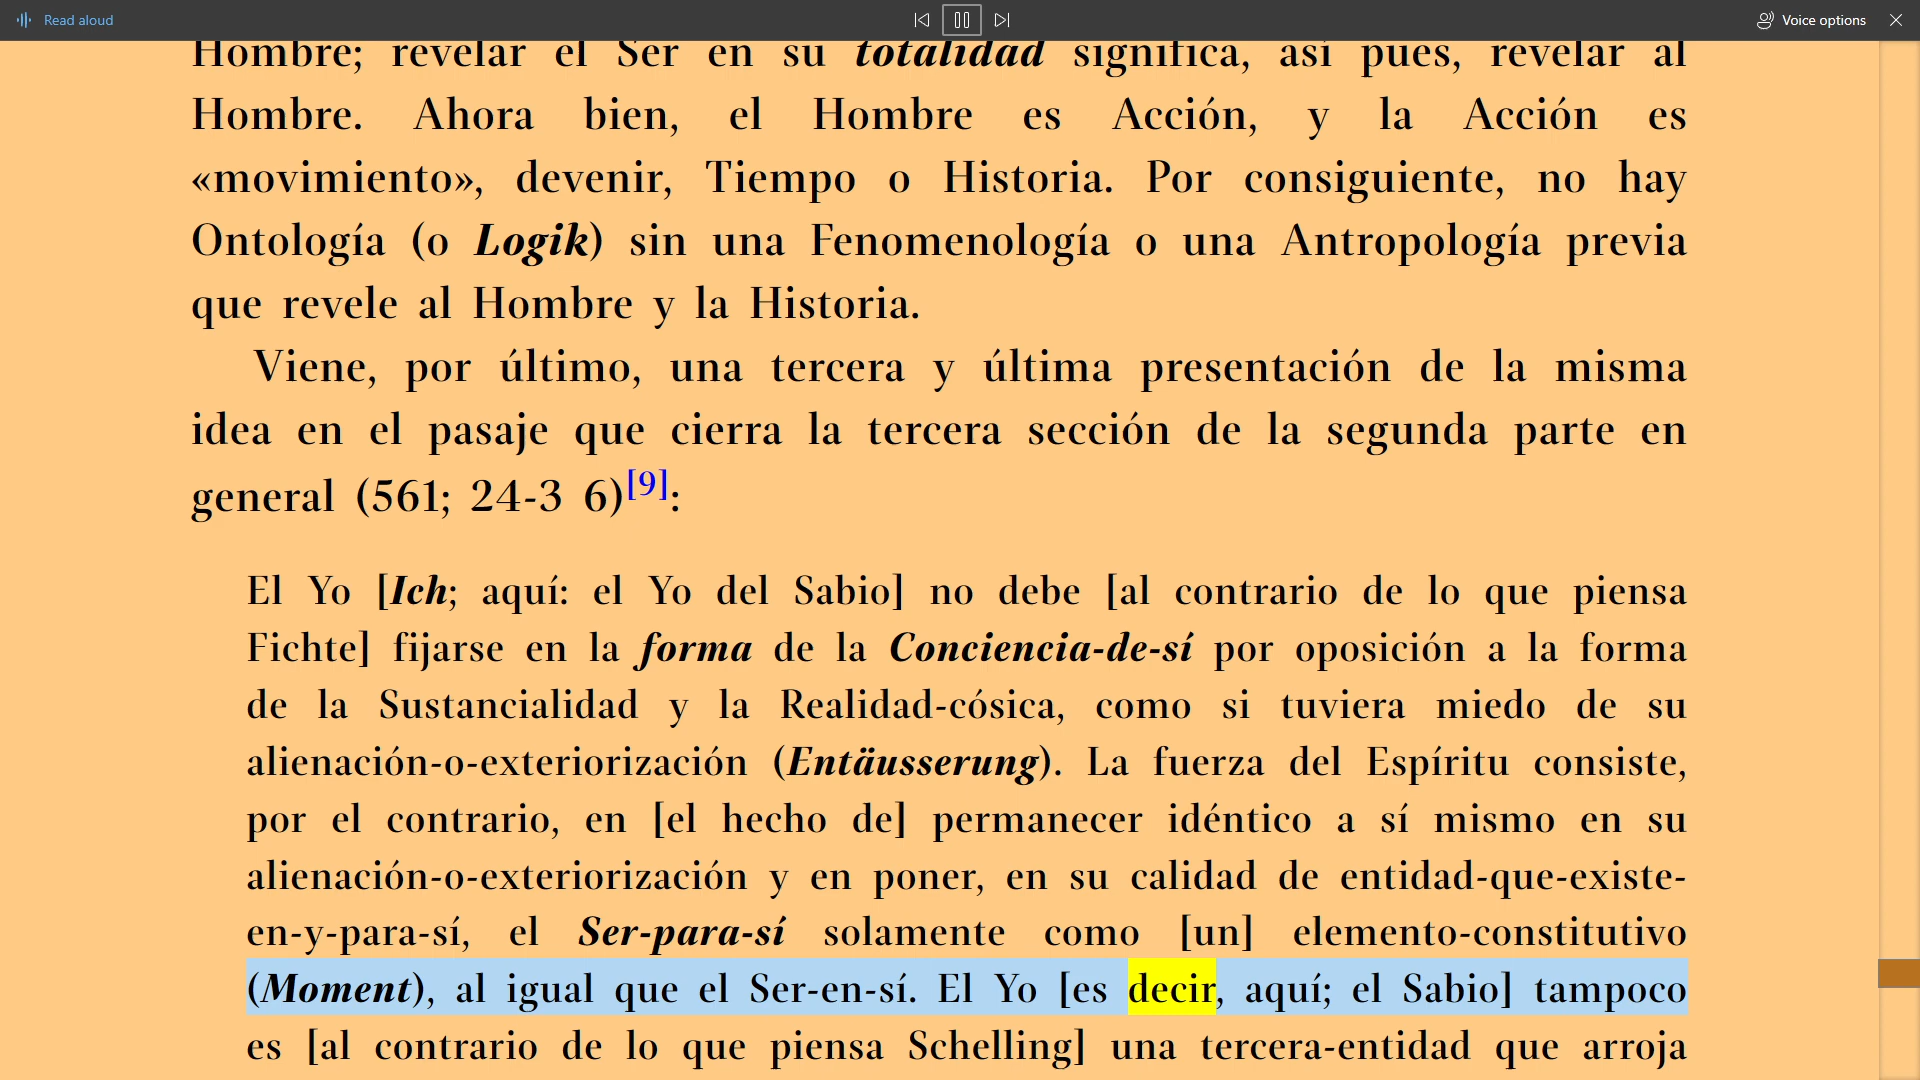 Read aloud
Voice options
Hombre; revelar el Ser en su totalidad significa, así pues, revelar al
Hombre. Ahora bien, el Hombre es Acción, y la Acción es
«movimiento», devenir, Tiempo o Historia. Por consiguiente, no hay
Ontología (o Logik) sin una Fenomenología o una Antropología previa
que revele al Hombre y la Historia.
Viene, por último, una tercera y última presentación de la misma
idea en el pasaje que cierra la tercera sección de la segunda parte en
general (561; 24-3 6)[9]:
El Yo [Ich; aquí: el Yo del Sabio] no debe [al contrario de lo que piensa
Fichte] fijarse en la forma de la Conciencia-de-sí por oposición a la forma
de la Sustancialidad y la Realidad-cósica, como si tuviera miedo de su
alienación-o-exteriorización (Entäusserung). La fuerza del Espíritu consiste,
por el contrario, en [el hecho de] permanecer idéntico a sí mismo en su
alienación-o-exteriorización y en poner, en su calidad de entidad-que-existe-
en-y-para-sí, el Ser-para-sí solamente como [un] elemento-constitutivo
(Moment), al igual que el Ser-en-sí. El Yo [es decir, aquí; el Sabio] tampoco
es [al contrario de lo que piensa Schelling] una tercera-entidad que arroja